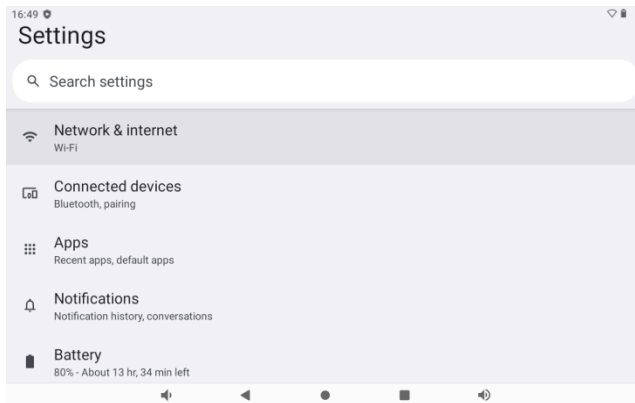 16:49
Settings
Search settings
Network & internet
Wi-Fi
Connected devices
Bluetooth, pairing
Apps
Recent apps, default apps
Notifications
Notification history, conversations
Battery
80% - About 13 hr, 34 min left